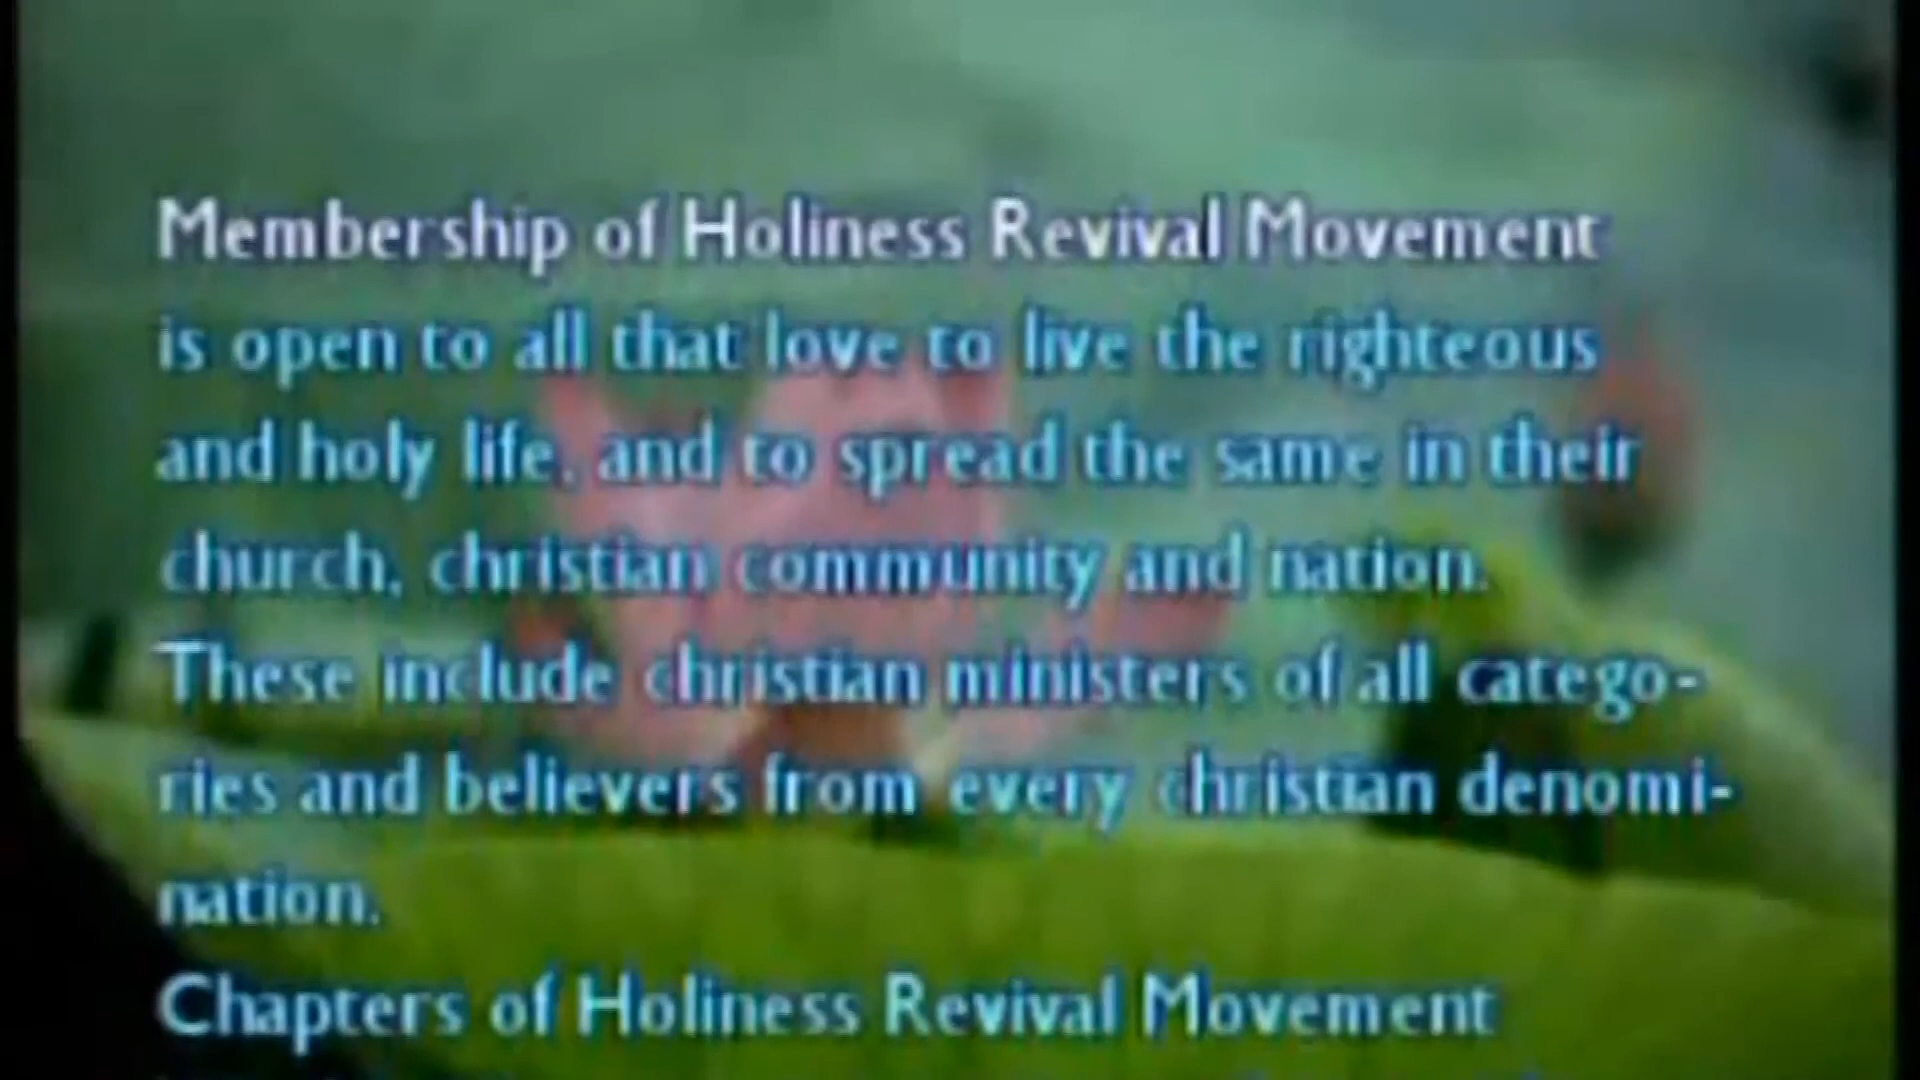 Membership of Holiness Revival Movement
is open to all that love to live the righteous
and holy life, and to spread the same in their
church, christian community and nation.
These include christian ministers of all catego-
ries and believers from every christian denomi-
nation.
Chapters of Holiness Revival Movement